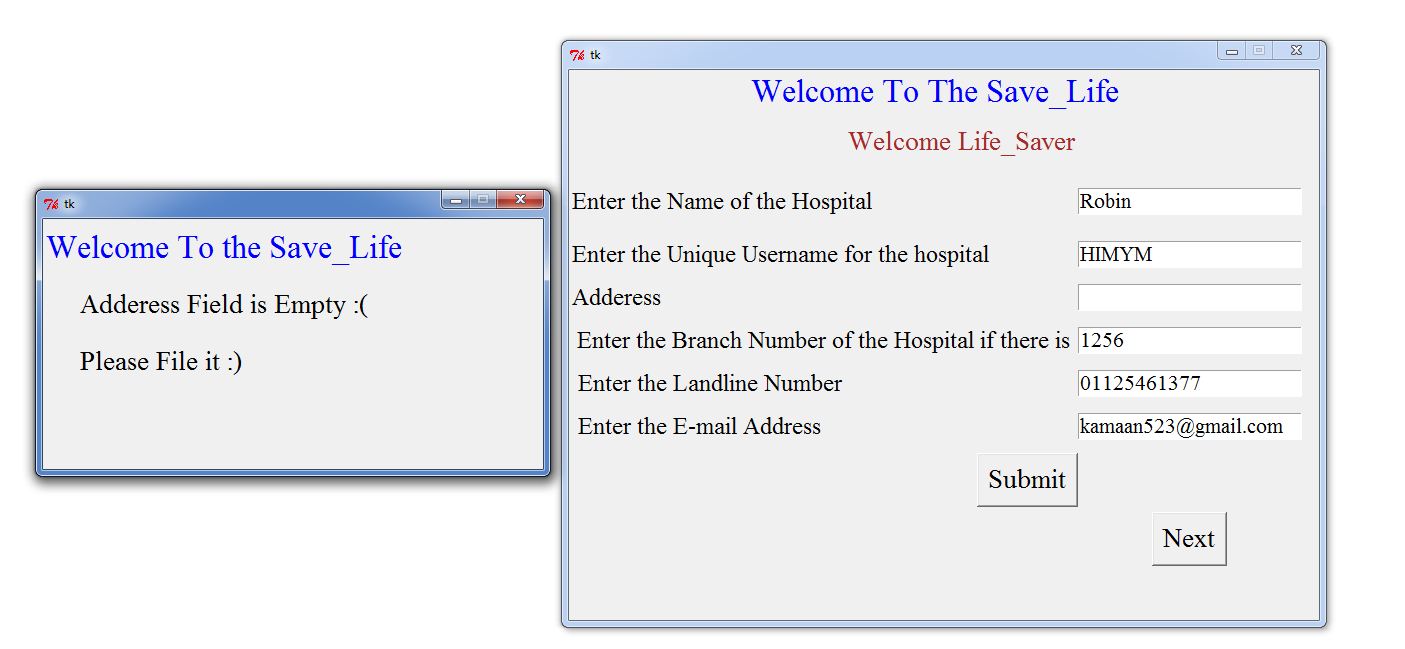 tk
Welcome To the Save_Life
Adderess Field is Empty :(
Please File it :)
tk
Welcome To The Save_Life
Welcome Life_Saver
Enter the Name of the Hospital Robin
Enter the Unique Username for the hospital HIMYM
Adderess
Enter the Branch Number of the Hospital if there is 1256
Enter the Landline Number 01125461377
Enter the E-mail Address kamaan523@gmail.com
Submit
Next